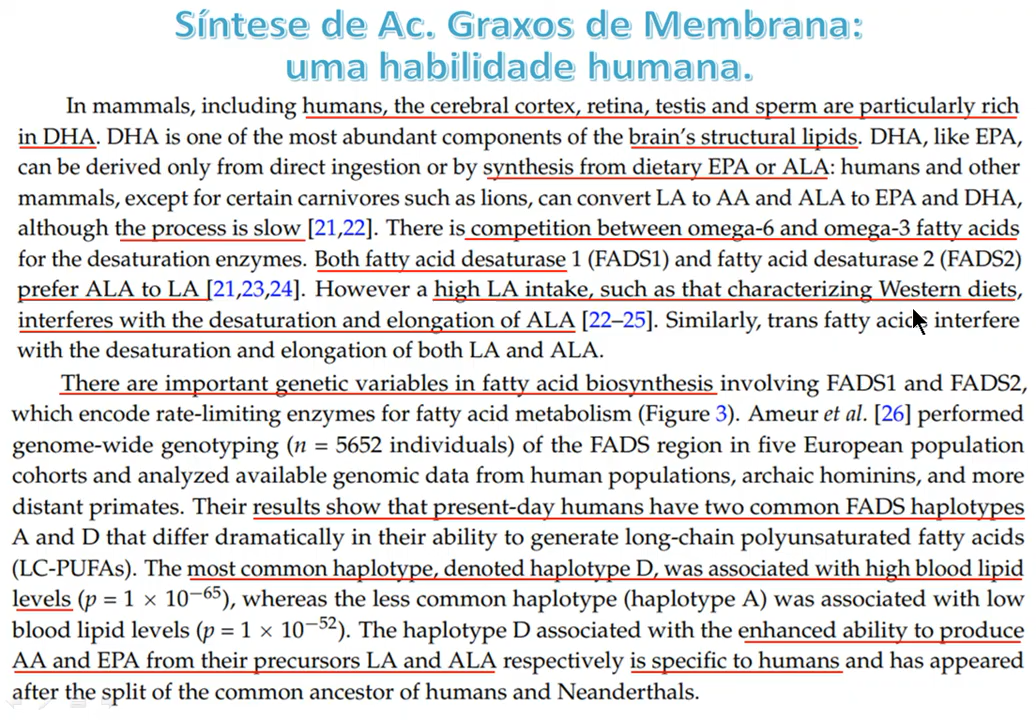 Síntese de Ac. Graxos de Membrana:
uma habilidade humana.
In mammals, including humans, the cerebral cortex, retina, testis and sperm are particularly rich
in DHA. DHA is one of the most abundant components of the brain's structural lipids. DHA, like EPA,
can be derived only from direct ingestion or by synthesis from dietary EPA or ALA: humans and other
mammals, except for certain carnivores such as lions, can convert LA to AA and ALA to EPA and DHA,
although the process is slow [21,22]. There is competition between omega-6 and omega-3 fatty acids
for the desaturation enzymes. Both fatty acid desaturase 1 (FADS1) and fatty acid desaturase 2 (FADS2)
prefer ALA to LA [21,23,24]. However a high LA intake, such as that characterizing Western diets,
interferes with the desaturation and elongation of ALA [22–25]. Similarly, trans fatty acids interfere
with the desaturation and elongation of both LA and ALA.
There are important genetic variables in fatty acid biosynthesis involving FADS1 and FADS2,
which encode rate-limiting enzymes for fatty acid metabolism (Figure 3). Ameur et al. [26] performed
genome-wide genotyping (n = 5652 individuals) of the FADS region in five European population
cohorts and analyzed available genomic data from human populations, archaic hominins, and more
distant primates. Their results show that present-day humans have two common FADS haplotypes
A and D that differ dramatically in their ability to generate long-chain polyunsaturated fatty acids
(LC-PUFAs). The most common haplotype, denoted haplotype D, was associated with high blood lipid
levels (p = 1 × 10⁻⁶⁵), whereas the less common haplotype (haplotype A) was associated with low
blood lipid levels (p = 1 × 10⁻⁵²). The haplotype D associated with the enhanced ability to produce
AA and EPA from their precursors LA and ALA respectively is specific to humans and has appeared
after the split of the common ancestor of humans and Neanderthals.